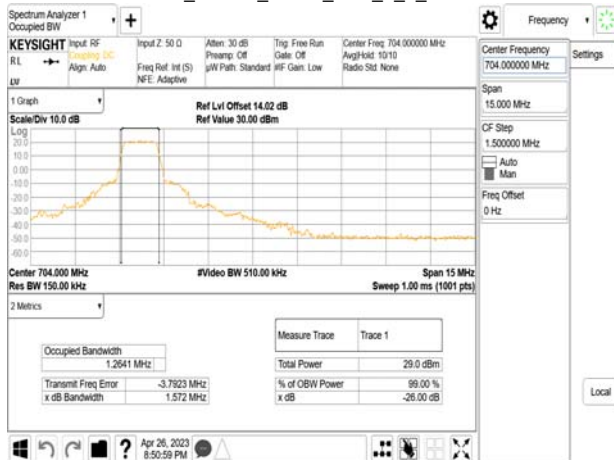 Spectrum Analyzer 1
Occupied BW
Frequency
KEYSIGHT
Input: RF
Coupling: DC
Align: Auto
RL
LXI
Input Z: 50 Ω
Freq Ref: Int (S)
NFE: Adaptive
Atten: 30 dB
Preamp: Off
µW Path: Standard
Trig: Free Run
Gate: Off
#IF Gain: Low
Center Freq: 704.000000 MHz
Avg|Hold: 10/10
Radio Std: None
Center Frequency
704.000000 MHz
Settings
Span
15.000 MHz
CF Step
1.500000 MHz
Auto
Man
Freq Offset
0 Hz
Local
1 Graph
Scale/Div 10.0 dB
Ref Lvl Offset 14.02 dB
Ref Value 30.00 dBm
Log
20.0
10.0
0.00
-10.0
-20.0
-30.0
-40.0
-50.0
-60.0
Center 704.000 MHz
Res BW 150.00 kHz
#Video BW 510.00 kHz
Span 15 MHz
Sweep 1.00 ms (1001 pts)
2 Metrics
Occupied Bandwidth
1.2641 MHz
Transmit Freq Error -3.7923 MHz
x dB Bandwidth 1.572 MHz
Measure Trace Trace 1
Total Power 29.0 dBm
% of OBW Power 99.00 %
x dB -26.00 dB
Apr 26, 2023
8:50:59 PM